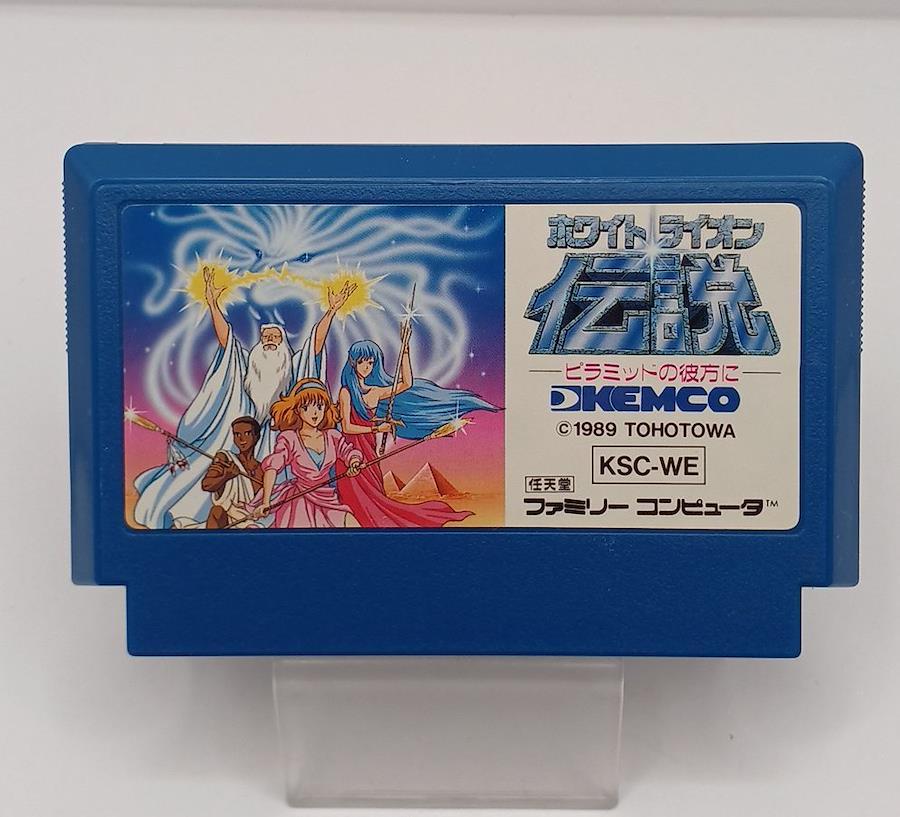 ホワイト ライオン
伝説
ピラミッドの彼方に
KEMCO
©1989 TOHOTOWA
KSC-WE
任天堂
ファミリー コンピュータ™